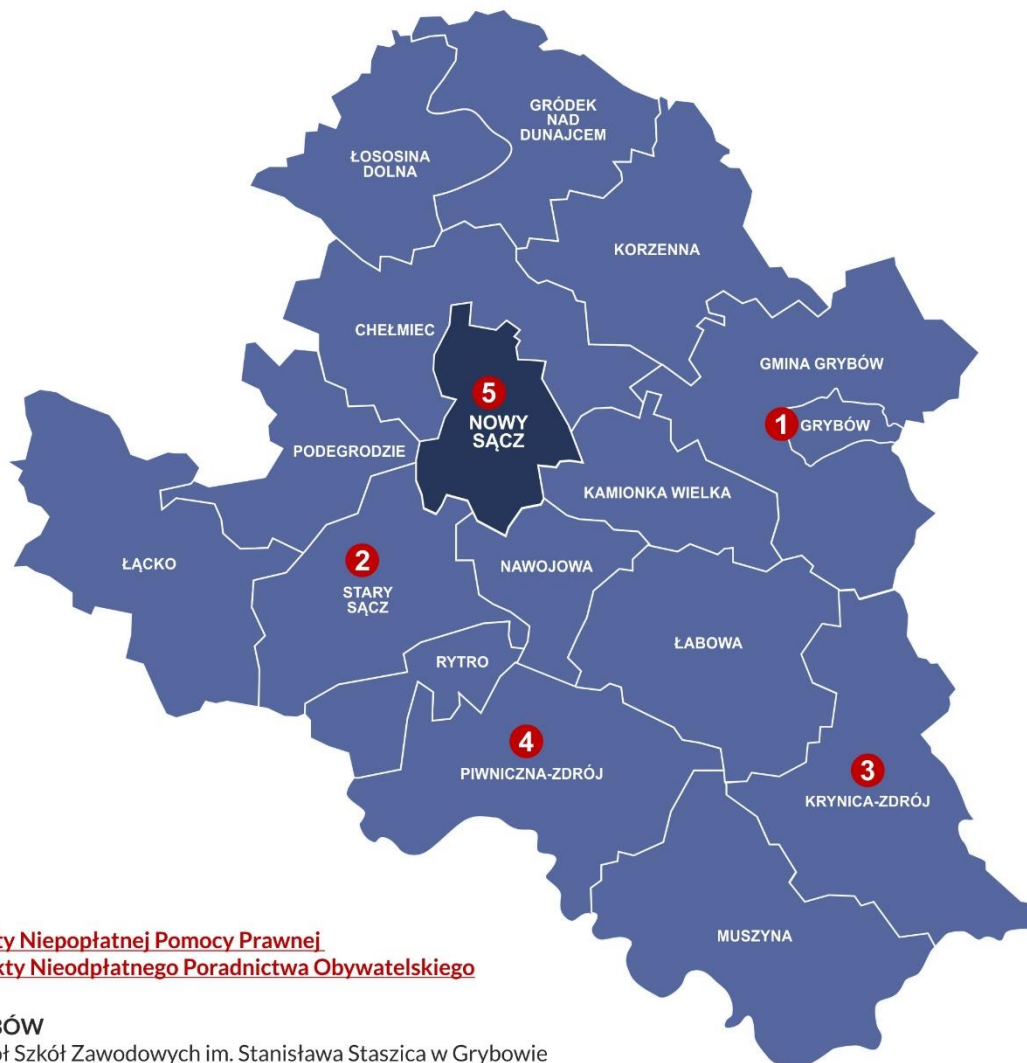 GRÓDEK
NAD
DUNAJCEM
ŁOSOSINA
DOLNA
KORZENNA
CHEŁMIEC
GMINA GRYBÓW
5
NOWY
SĄCZ
1 GRYBÓW
PODEGRODZIE
KAMIONKA WIELKA
ŁĄCKO
2
STARY
SĄCZ
NAWOJOWA
ŁABOWA
RYTRO
4
PIWNICZNA-ZDRÓJ
3
KRYNICA-ZDRÓJ
MUSZYNA
ty Niepopłatnej Pomocy Prawnej
kty Nieodpłatnego Poradnictwa Obywatelskiego
BÓW
ół Szkół Zawodowych im. Stanisława Staszica w Grybowie